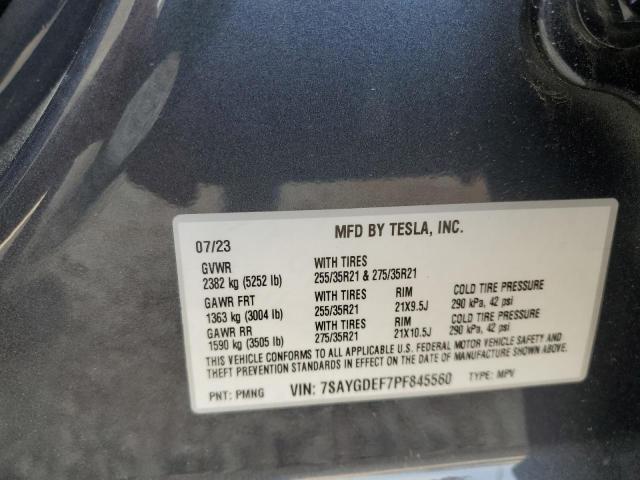 MFD BY TESLA, INC.
07/23
GVWR WITH TIRES
2382 kg (5252 lb) 255/35R21 & 275/35R21
GAWR FRT WITH TIRES RIM COLD TIRE PRESSURE
1363 kg (3004 lb) 255/35R21 21X9.5J 290 kPa, 42 psi
GAWR RR WITH TIRES RIM COLD TIRE PRESSURE
1590 kg (3505 lb) 275/35R21 21X10.5J 290 kPa, 42 psi
THIS VEHICLE CONFORMS TO ALL APPLICABLE U.S. FEDERAL MOTOR VEHICLE SAFETY AND
THEFT PREVENTION STANDARDS IN EFFECT ON THE DATE OF MANUFACTURE SHOWN ABOVE.
PNT: PMNG VIN: 7SAYGDEF7PF845560 TYPE: MPV